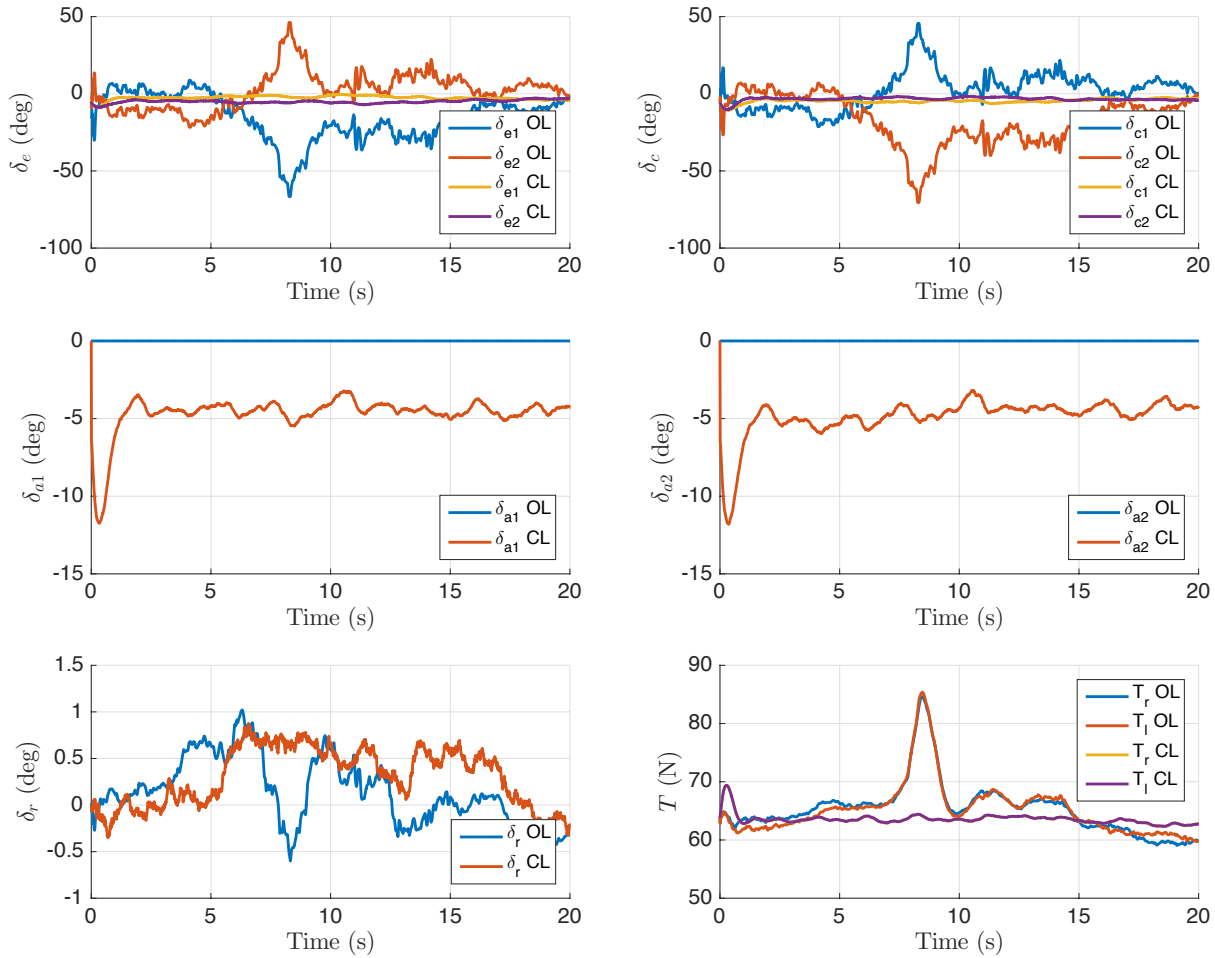 50
0
-50
-100
δe (deg)
0 5 10 15 20
Time (s)
δe1 OL
δe2 OL
δe1 CL
δe2 CL
50
0
-50
-100
δc (deg)
0 5 10 15 20
Time (s)
δc1 OL
δc2 OL
δc1 CL
δc2 CL
0
-5
-10
-15
δa1 (deg)
0 5 10 15 20
Time (s)
δa1 OL
δa1 CL
0
-5
-10
-15
δa2 (deg)
0 5 10 15 20
Time (s)
δa2 OL
δa2 CL
1.5
1
0.5
0
-0.5
-1
δr (deg)
0 5 10 15 20
Time (s)
δr OL
δr CL
90
80
70
60
50
T (N)
0 5 10 15 20
Time (s)
Tr OL
Tl OL
Tr CL
Tl CL